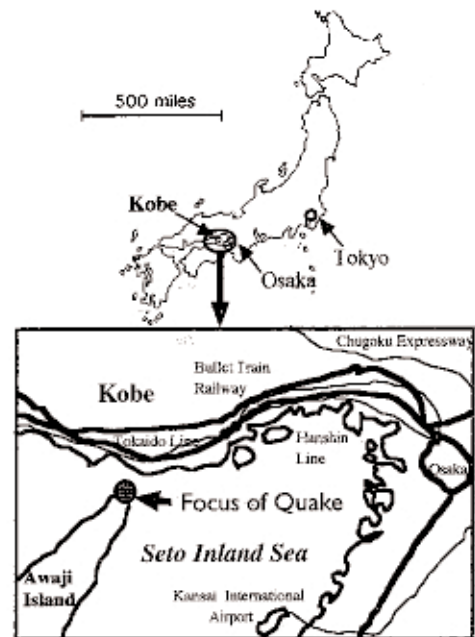 500 miles
Kobe
Osaka
Tokyo
Chugoku Expressway
Bullet Train
Railway
Kobe
Tokaido Line
Hanshin
Line
Osaka
Focus of Quake
Seto Inland Sea
Awaji
Island
Kansai International
Airport